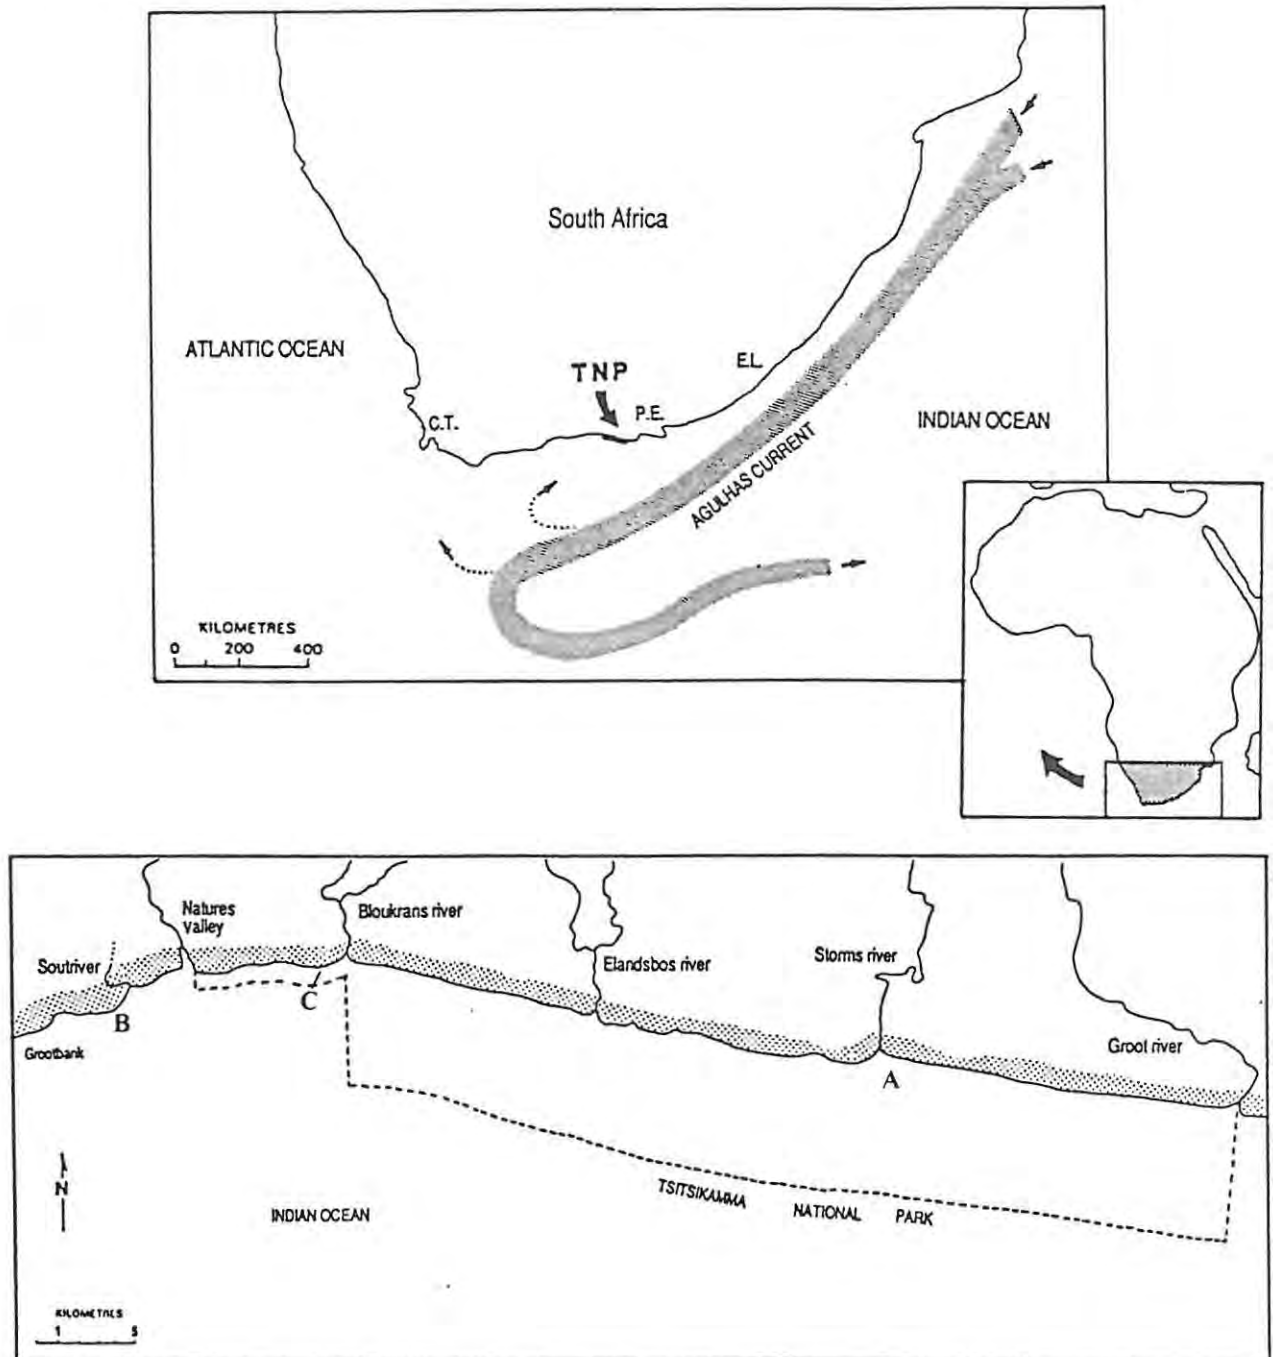 South Africa
ATLANTIC OCEAN
TNP
E.L.
C.T.
P.E.
INDIAN OCEAN
AGULHAS CURRENT
KILOMETRES
0 200 400
Natures
valley
Bloukrans river
Soutriver
Elandsbos river
Storms river
C
B
Grootbank
Groot river
A
N
TSITSIKAMMA NATIONAL PARK
INDIAN OCEAN
KILOMETRES
1 5